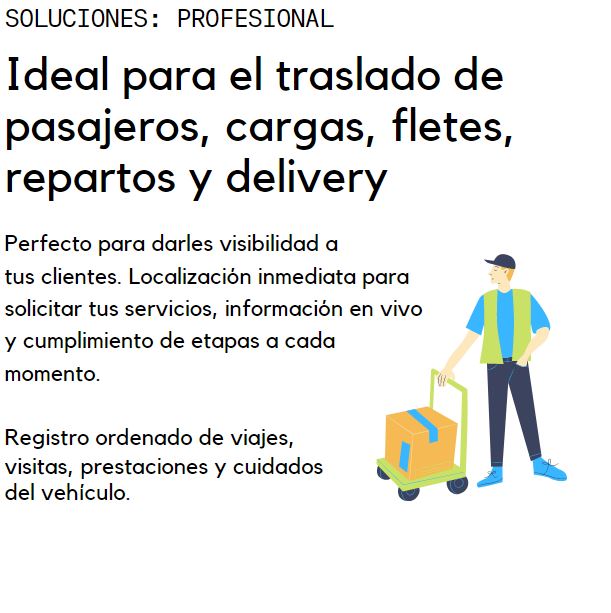 SOLUCIONES: PROFESIONAL
Ideal para el traslado de
pasajeros, cargas, fletes,
repartos y delivery
Perfecto para darles visibilidad a
tus clientes. Localización inmediata para
solicitar tus servicios, información en vivo
y cumplimiento de etapas a cada
momento.
Registro ordenado de viajes,
visitas, prestaciones y cuidados
del vehículo.